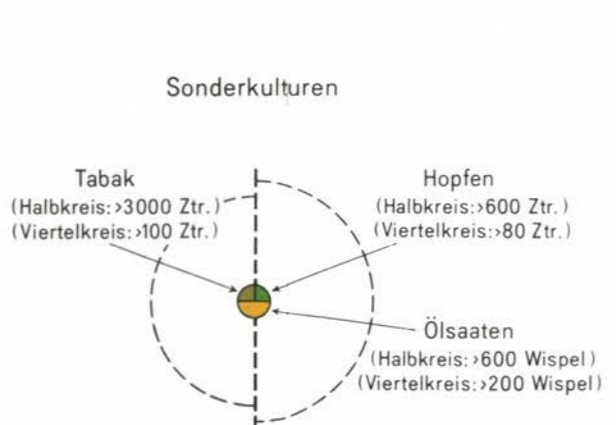 Sonderkulturen
Tabak
(Halbkreis:>3000 Ztr.)
(Viertelkreis:>100 Ztr.)
Hopfen
(Halbkreis:>600 Ztr.)
(Viertelkreis:>80 Ztr.)
Ölsaaten
(Halbkreis:>600 Wispel)
(Viertelkreis:>200 Wispel)